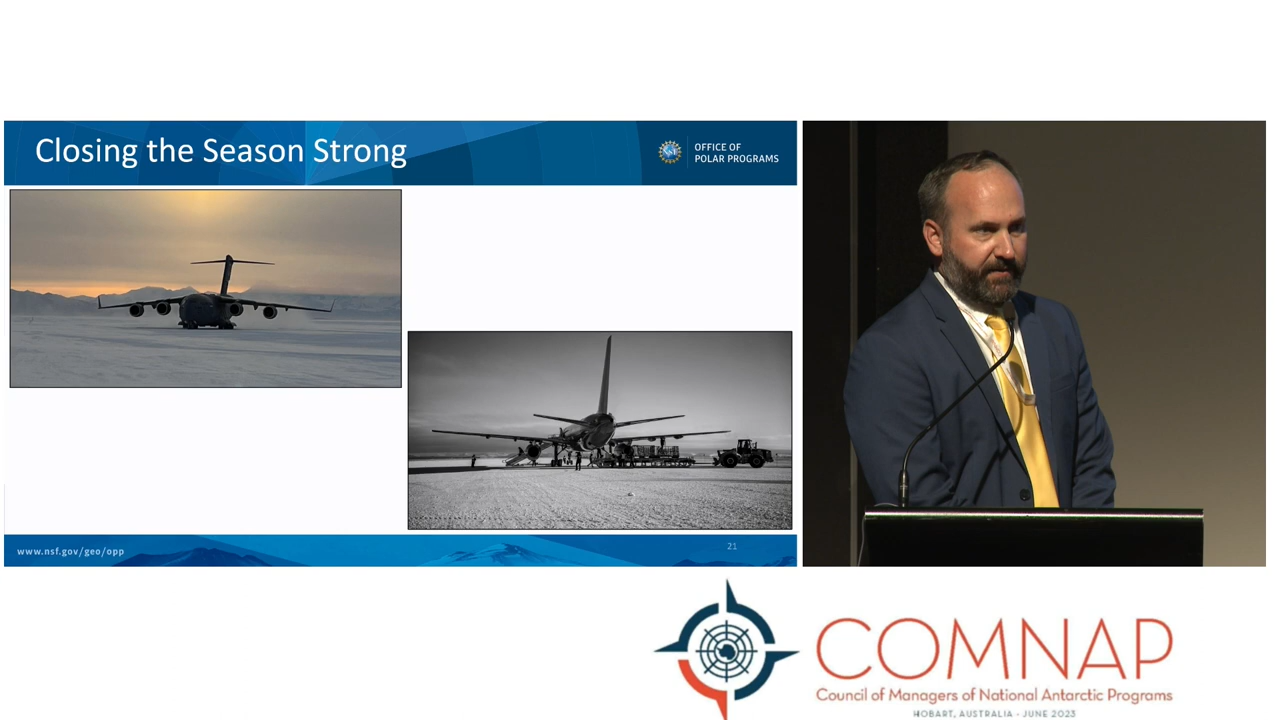 Closing the Season Strong
OFFICE OF
POLAR PROGRAMS
www.nsf.gov/geo/opp
21
COMNAP
Council of Managers of National Antarctic Programs
HOBART, AUSTRALIA - JUNE 2023